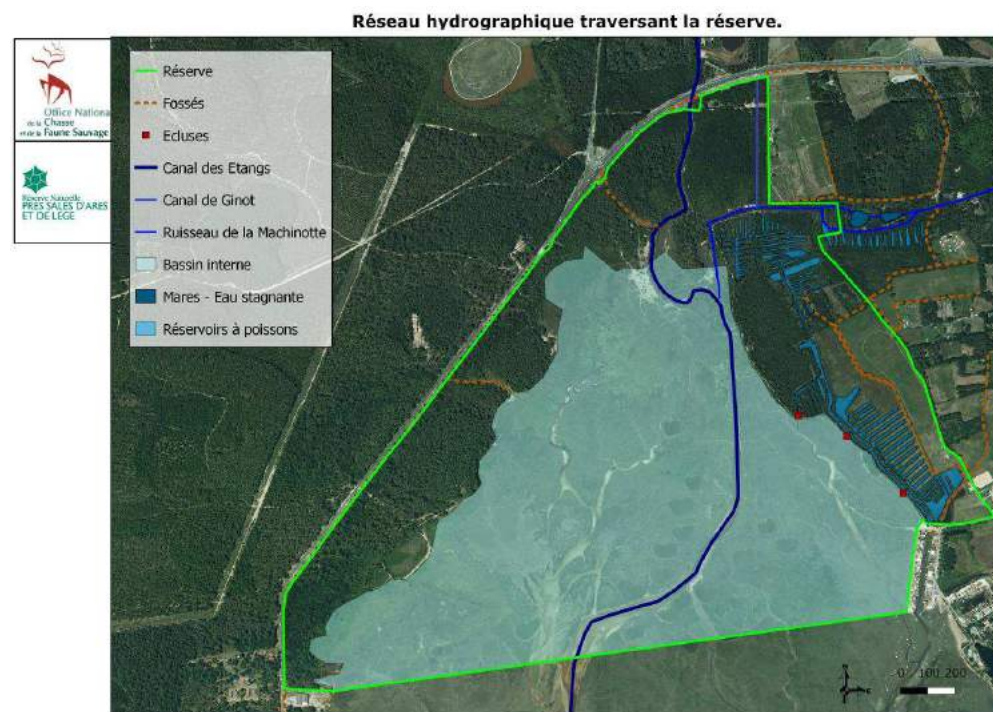 Réseau hydrographique traversant la réserve.
Office National
de la Chasse
et de la Faune Sauvage
Réserve Naturelle
PRES SALES D'ARES
ET DE LEGE
Réserve
Fossés
Ecluses
Canal des Etangs
Canal de Ginot
Ruisseau de la Machinotte
Bassin interne
Mares - Eau stagnante
Réservoirs à poissons
0 100 200